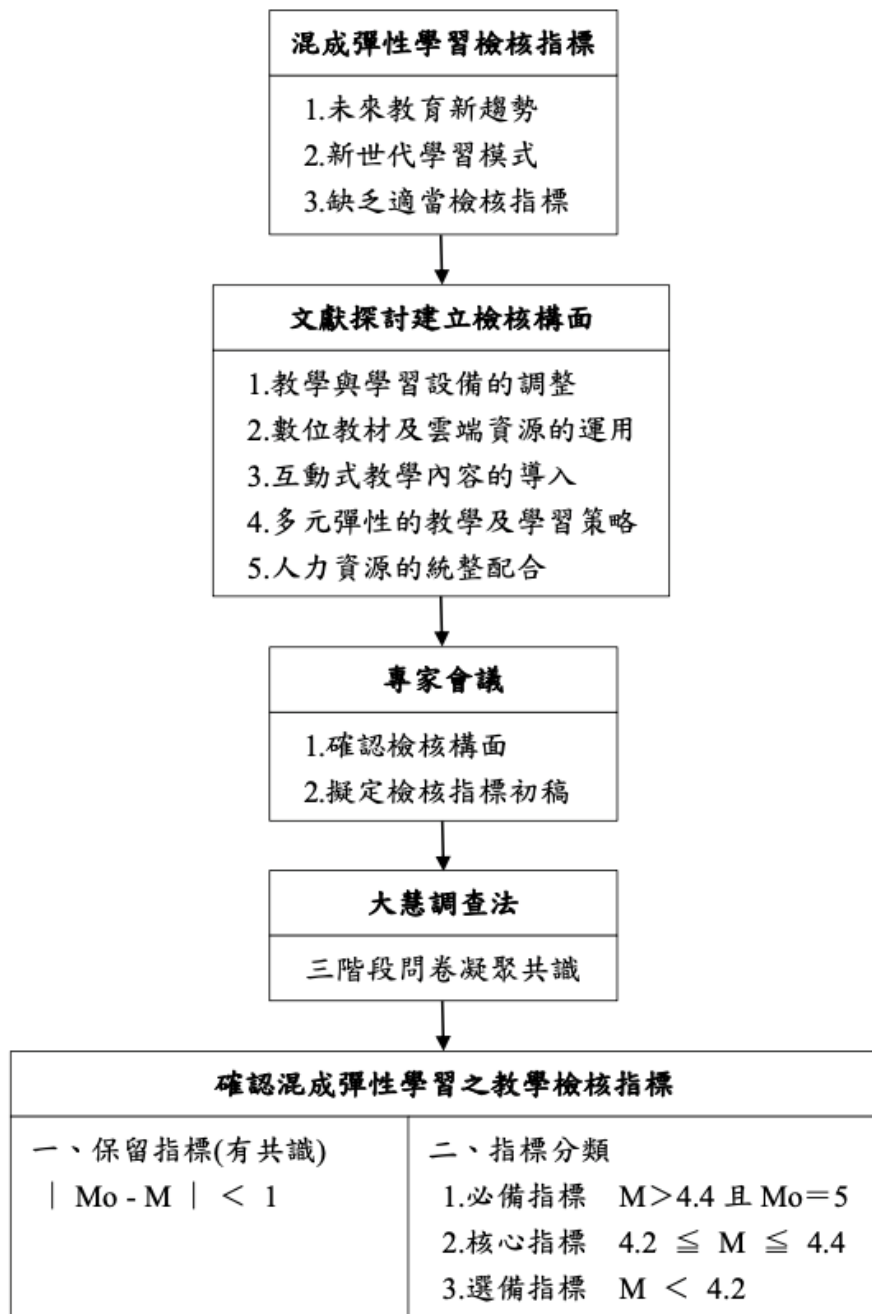 混成彈性學習檢核指標
1.未來教育新趨勢
2.新世代學習模式
3.缺乏適當檢核指標
文獻探討建立檢核構面
1.教學與學習設備的調整
2.數位教材及雲端資源的運用
3.互動式教學內容的導入
4.多元彈性的教學及學習策略
5.人力資源的統整配合
專家會議
1.確認檢核構面
2.擬定檢核指標初稿
大慧調查法
三階段問卷凝聚共識
確認混成彈性學習之教學檢核指標
一、保留指標(有共識)
| Mo - M | < 1
二、指標分類
1.必備指標 M>4.4 且 Mo=5
2.核心指標 4.2 ≦ M ≦ 4.4
3.選備指標 M < 4.2